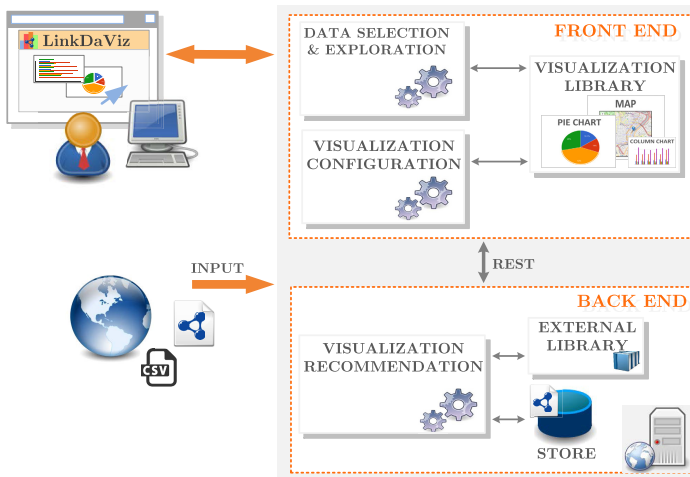 LinkDaViz
DATA SELECTION
& EXPLORATION
FRONT END
VISUALIZATION
LIBRARY
MAP
PIE CHART
COLUMN CHART
VISUALIZATION
CONFIGURATION
REST
INPUT
BACK END
EXTERNAL
LIBRARY
VISUALIZATION
RECOMMENDATION
CSV
STORE